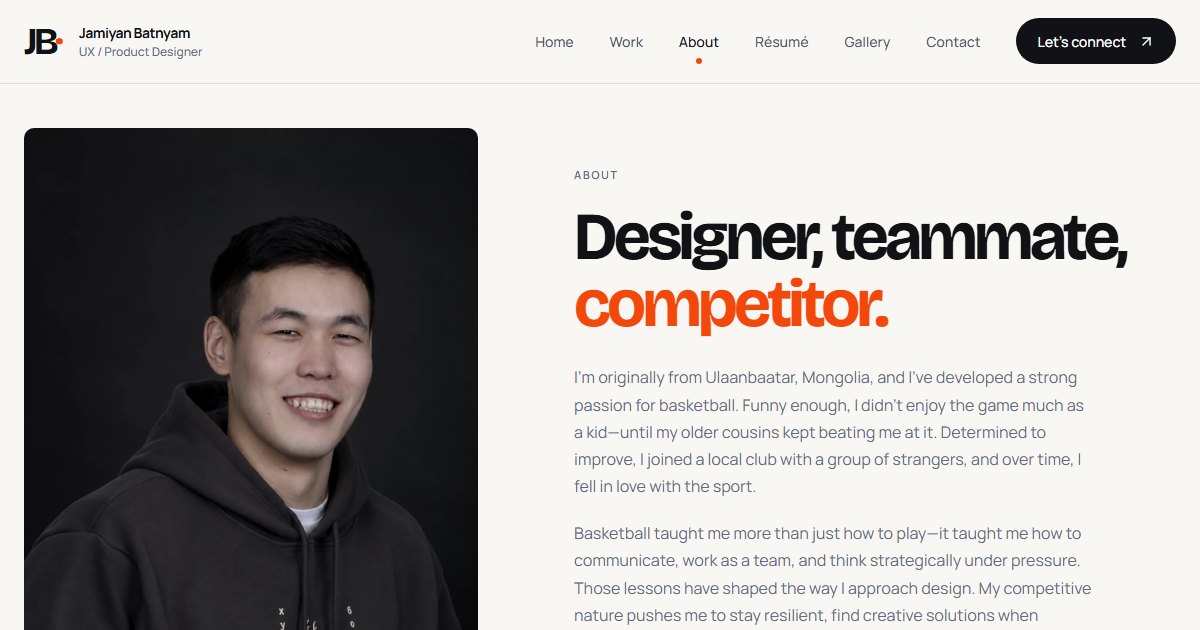 JB
Jamiyan Batnyam
UX / Product Designer
Home
Work
About
Résumé
Gallery
Contact
Let's connect
ABOUT
Designer, teammate,
competitor.
I'm originally from Ulaanbaatar, Mongolia, and I've developed a strong
passion for basketball. Funny enough, I didn't enjoy the game much as
a kid—until my older cousins kept beating me at it. Determined to
improve, I joined a local club with a group of strangers, and over time, I
fell in love with the sport.
Basketball taught me more than just how to play—it taught me how to
communicate, work as a team, and think strategically under pressure.
Those lessons have shaped the way I approach design. My competitive
nature pushes me to stay resilient, find creative solutions when